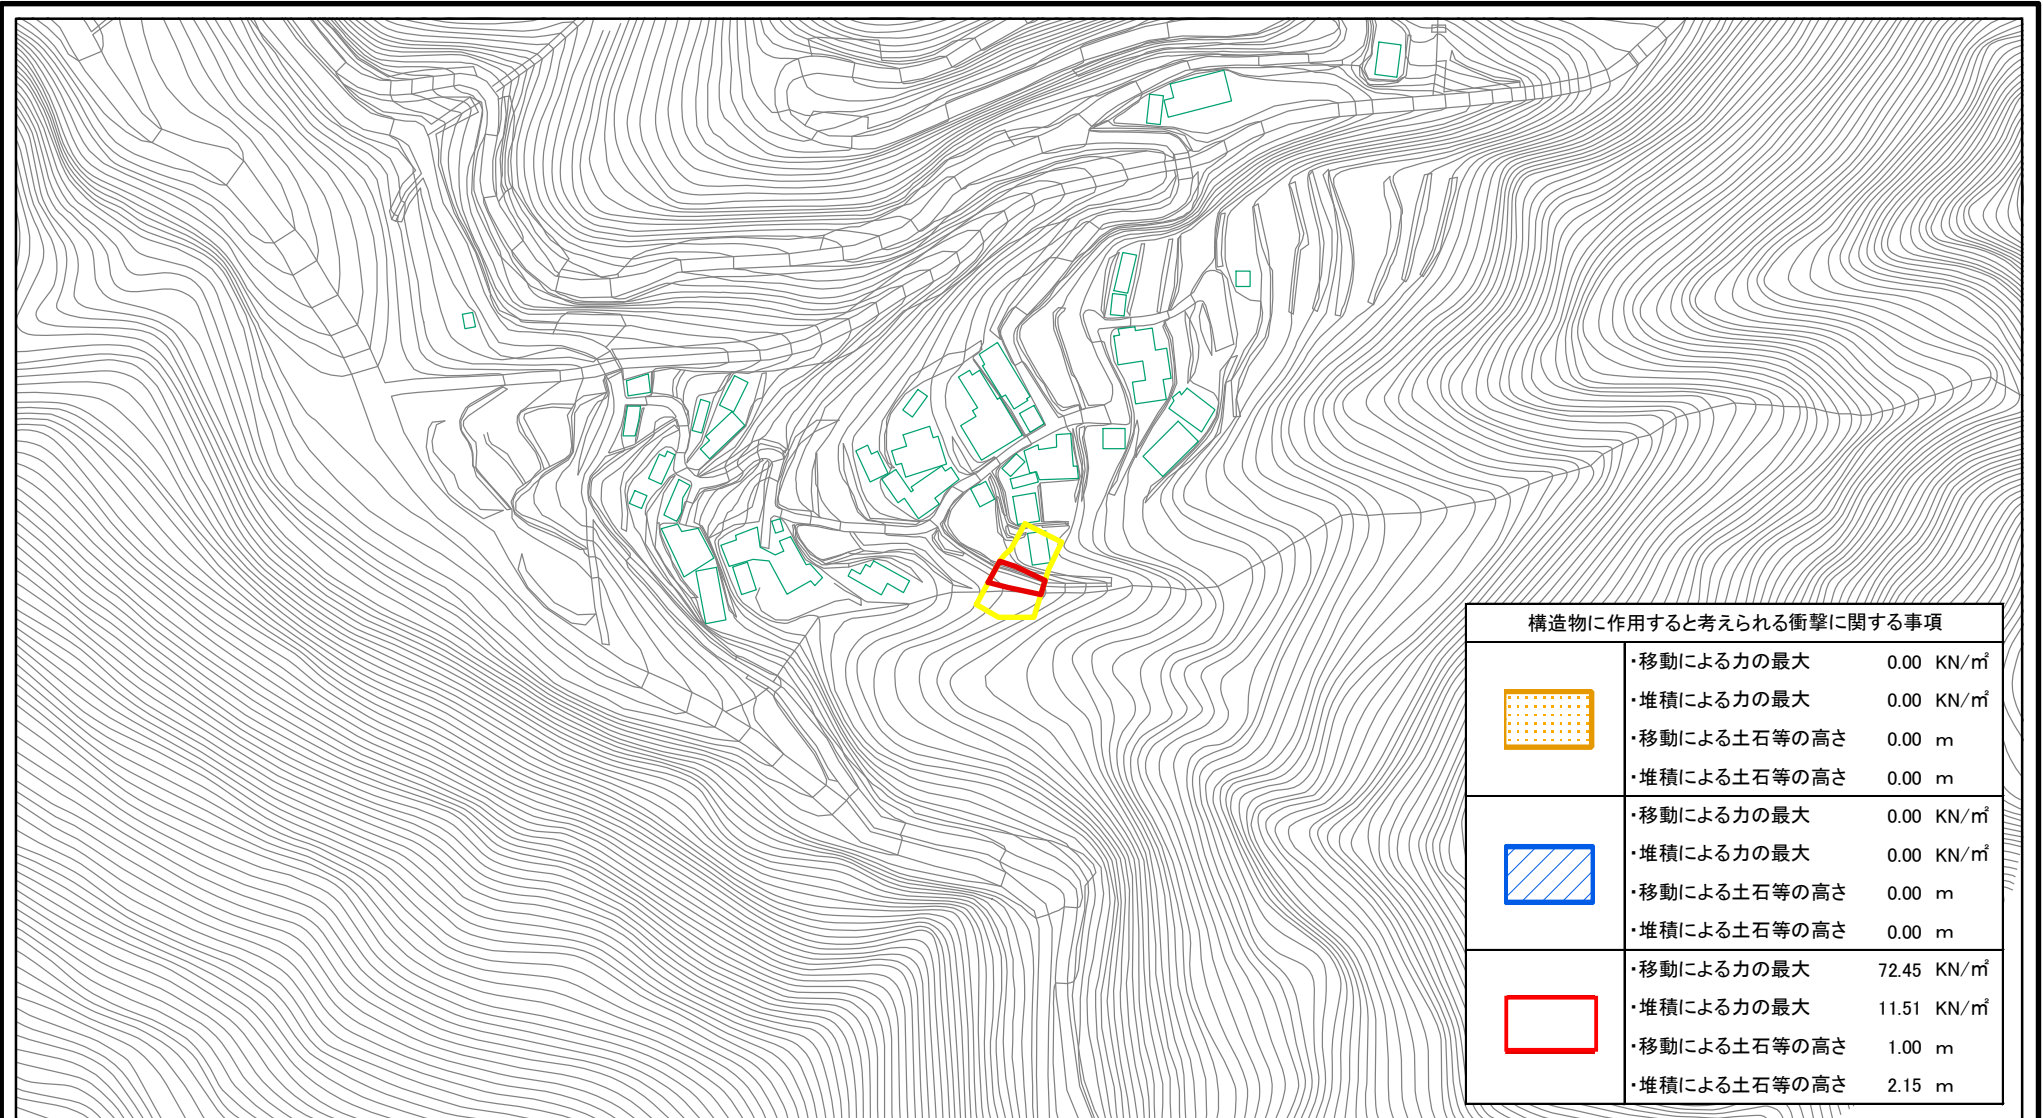 構造物に作用すると考えられる衝撃に関する事項
・移動による力の最大 0.00 KN/㎡
・堆積による力の最大 0.00 KN/㎡
・移動による土石等の高さ 0.00 m
・堆積による土石等の高さ 0.00 m
・移動による力の最大 0.00 KN/㎡
・堆積による力の最大 0.00 KN/㎡
・移動による土石等の高さ 0.00 m
・堆積による土石等の高さ 0.00 m
・移動による力の最大 72.45 KN/㎡
・堆積による力の最大 11.51 KN/㎡
・移動による土石等の高さ 1.00 m
・堆積による土石等の高さ 2.15 m